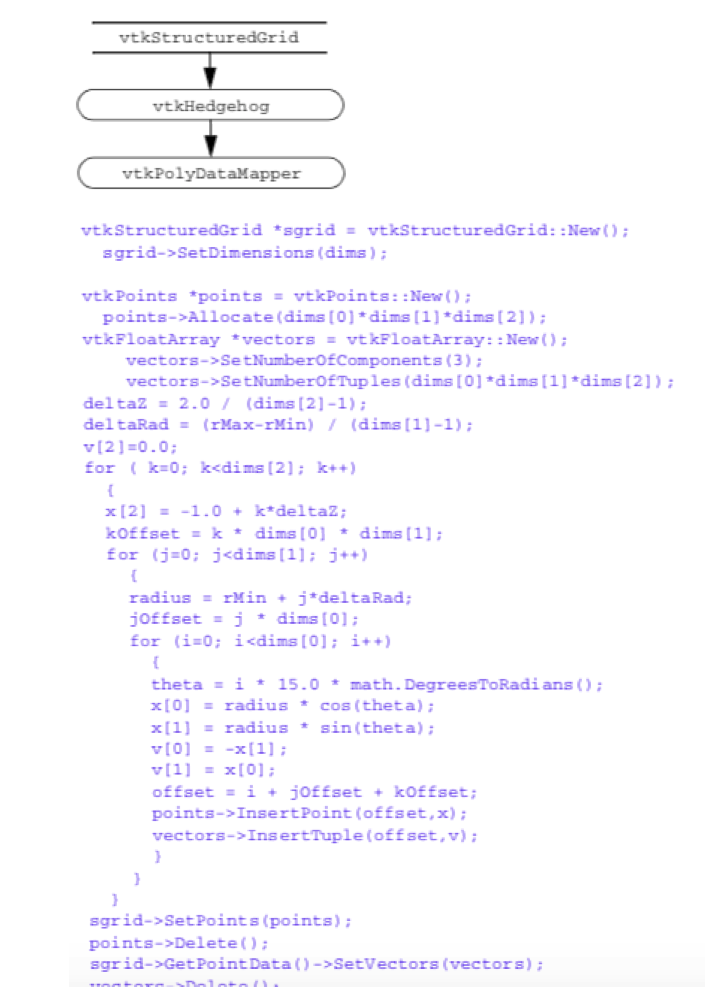 vtkStructuredGrid
vtkHedgehog
vtkPolyDataMapper
vtkStructuredGrid *sgrid = vtkStructuredGrid::New();
sgrid->SetDimensions(dims);
vtkPoints *points = vtkPoints::New();
points->Allocate(dims[0]*dims[1]*dims[2]);
vtkFloatArray *vectors = vtkFloatArray::New();
vectors->SetNumberOfComponents(3);
vectors->SetNumberOfTuples(dims[0]*dims[1]*dims[2]);
deltaZ = 2.0 / (dims[2]-1);
deltaRad = (rMax-rMin) / (dims[1]-1);
v[2]=0.0;
for ( k=0; k<dims[2]; k++)
{
x[2] = -1.0 + k*deltaZ;
kOffset = k * dims[0] * dims[1];
for (j=0; j<dims[1]; j++)
{
radius = rMin + j*deltaRad;
jOffset = j * dims[0];
for (i=0; i<dims[0]; i++)
{
theta = i * 15.0 * math.DegreesToRadians();
x[0] = radius * cos(theta);
x[1] = radius * sin(theta);
v[0] = -x[1];
v[1] = x[0];
offset = i + jOffset + kOffset;
points->InsertPoint(offset,x);
vectors->InsertTuple(offset,v);
}
}
}
sgrid->SetPoints(points);
points->Delete();
sgrid->GetPointData()->SetVectors(vectors);
vectors->Delete();